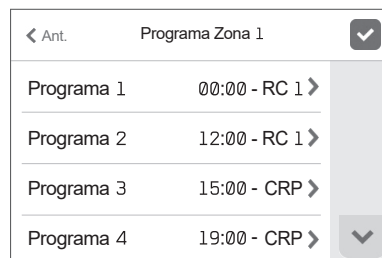 Ant. Programa Zona 1
Programa 1 00:00 - RC 1
Programa 2 12:00 - RC 1
Programa 3 15:00 - CRP
Programa 4 19:00 - CRP